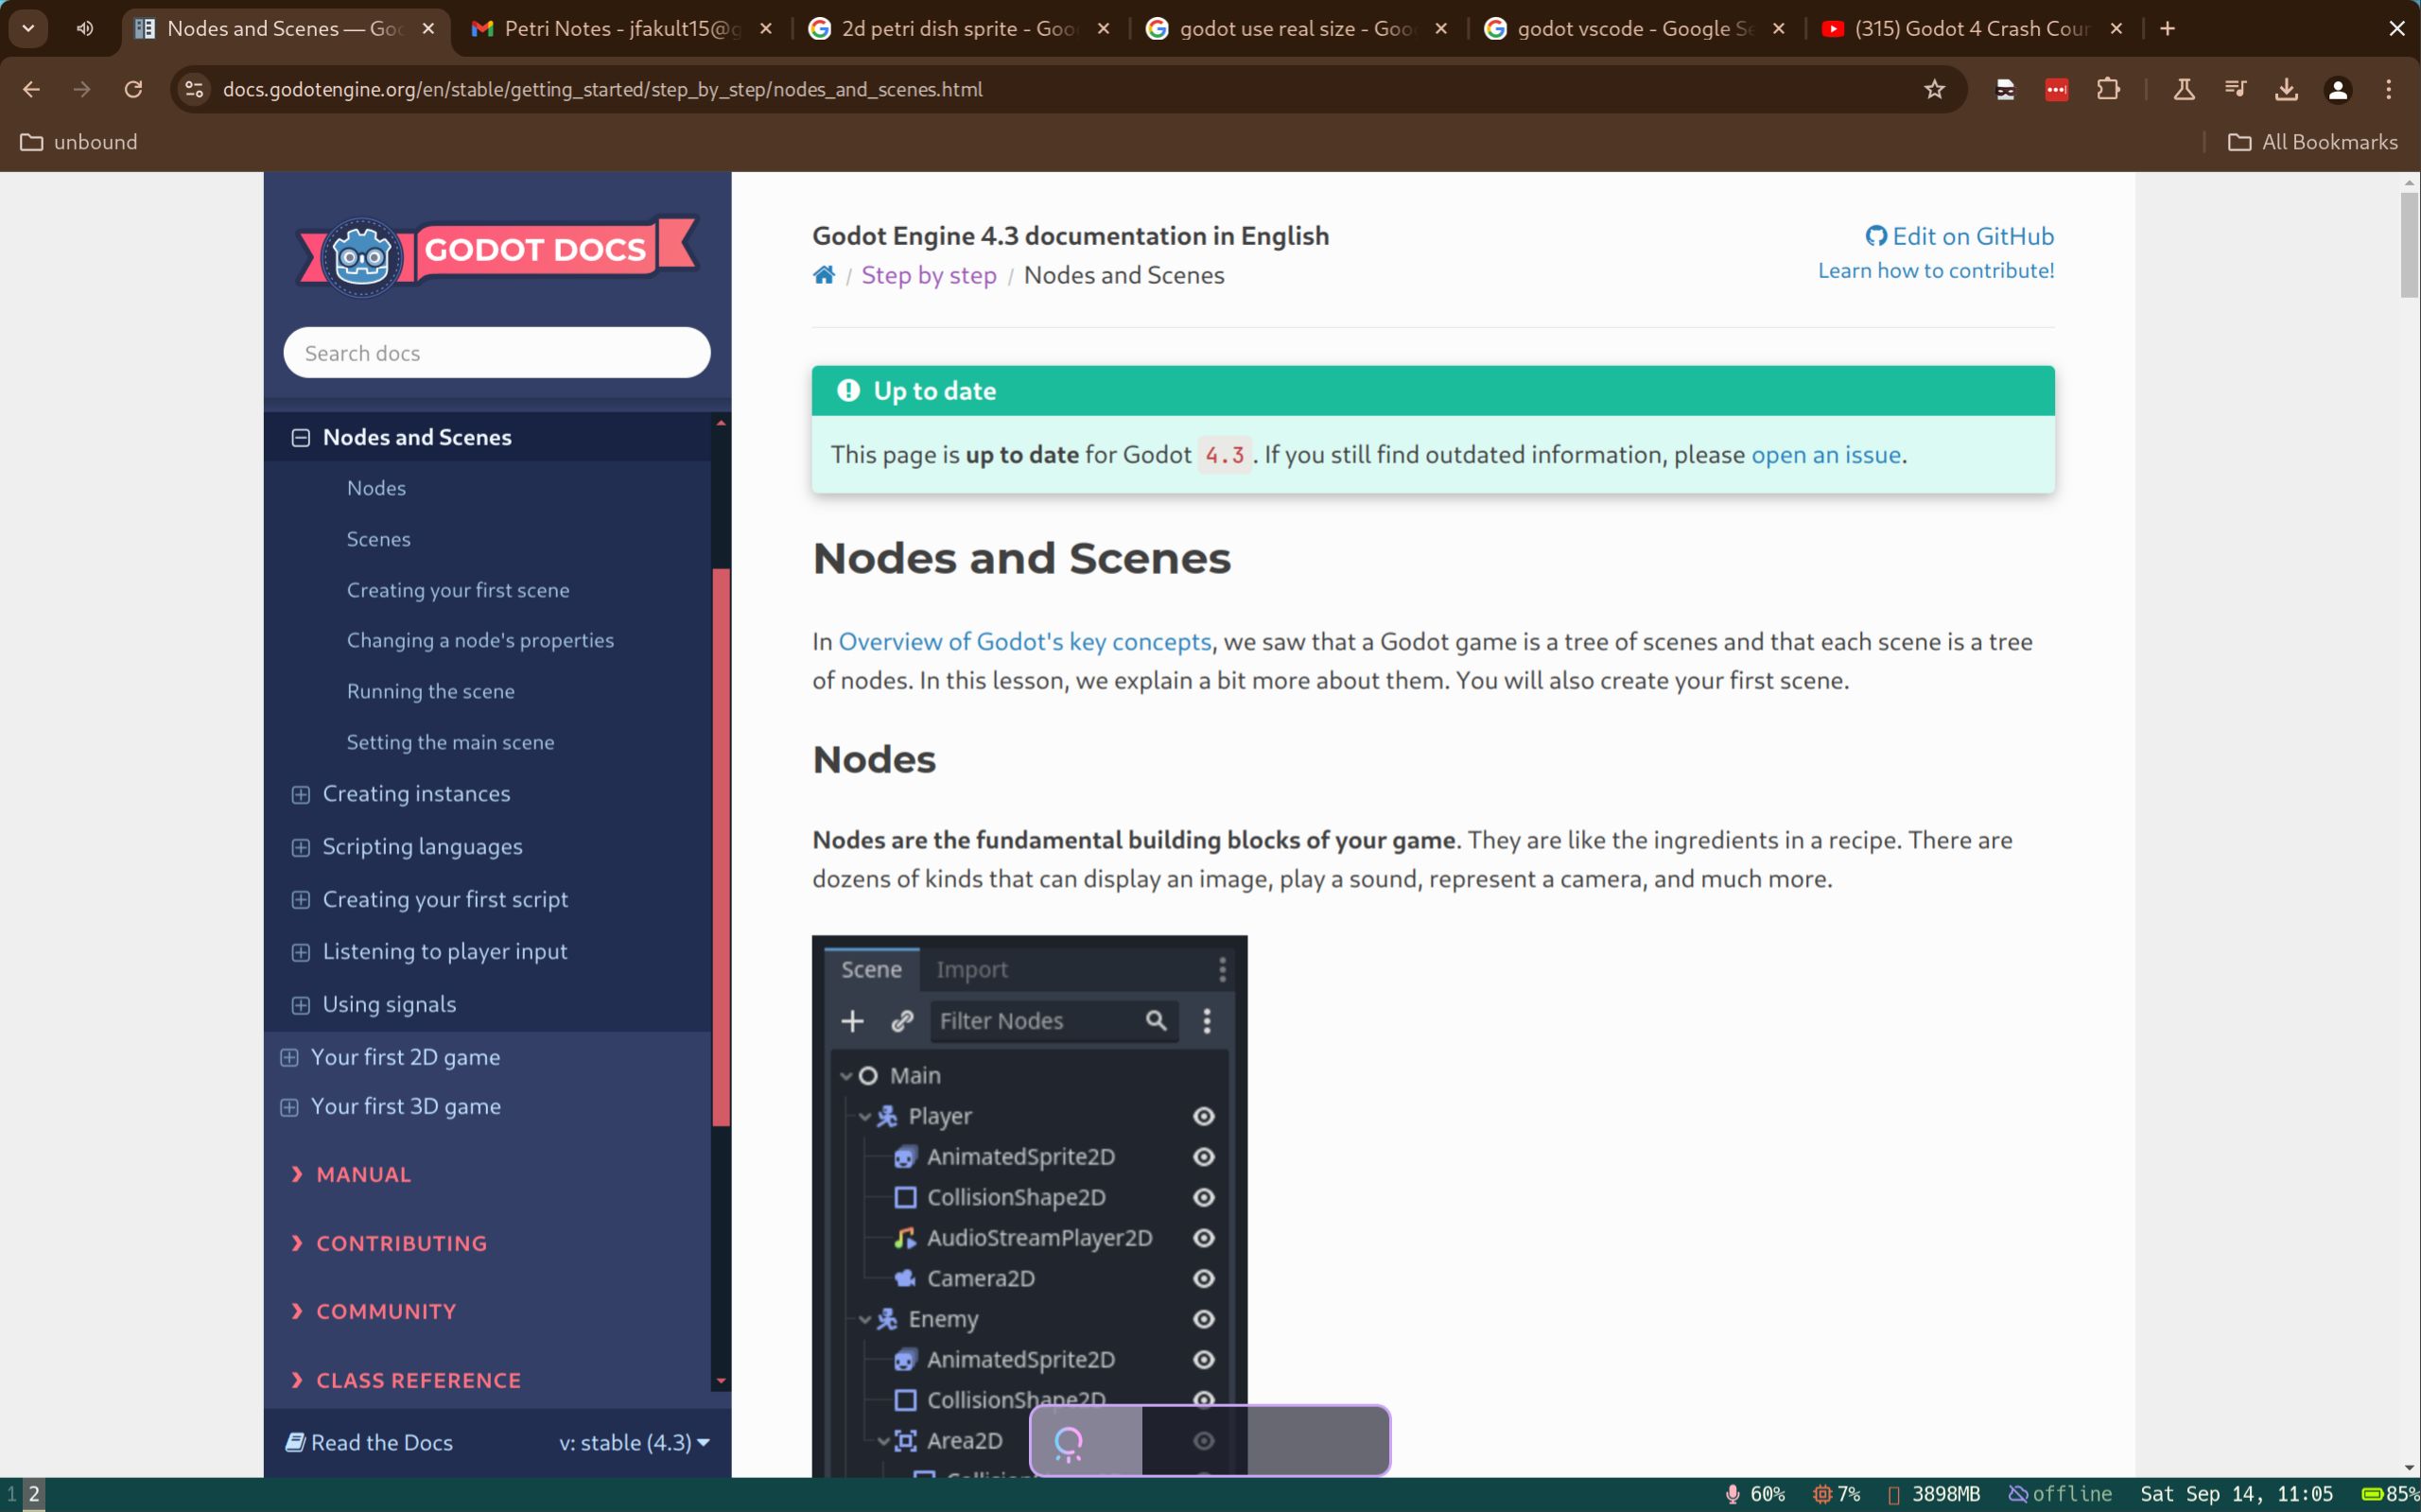 Nodes and Scenes — Goc
Petri Notes - jfakult15@g
2d petri dish sprite - Goo
godot use real size - Goo
godot vscode - Google Se
(315) Godot 4 Crash Cour
docs.godotengine.org/en/stable/getting_started/step_by_step/nodes_and_scenes.html
unbound
All Bookmarks
GODOT DOCS
Search docs
Nodes and Scenes
Nodes
Scenes
Creating your first scene
Changing a node's properties
Running the scene
Setting the main scene
Creating instances
Scripting languages
Creating your first script
Listening to player input
Using signals
Your first 2D game
Your first 3D game
MANUAL
CONTRIBUTING
COMMUNITY
CLASS REFERENCE
Read the Docs
v: stable (4.3)
Godot Engine 4.3 documentation in English
/ Step by step / Nodes and Scenes
Edit on GitHub
Learn how to contribute!
Up to date
This page is up to date for Godot 4.3. If you still find outdated information, please open an issue.
Nodes and Scenes
In Overview of Godot's key concepts, we saw that a Godot game is a tree of scenes and that each scene is a tree
of nodes. In this lesson, we explain a bit more about them. You will also create your first scene.
Nodes
Nodes are the fundamental building blocks of your game. They are like the ingredients in a recipe. There are
dozens of kinds that can display an image, play a sound, represent a camera, and much more.
Scene
Import
Filter Nodes
Main
Player
AnimatedSprite2D
CollisionShape2D
AudioStreamPlayer2D
Camera2D
Enemy
AnimatedSprite2D
CollisionShape2D
Area2D
1 2
60% 7% 3898MB offline Sat Sep 14, 11:05 85%